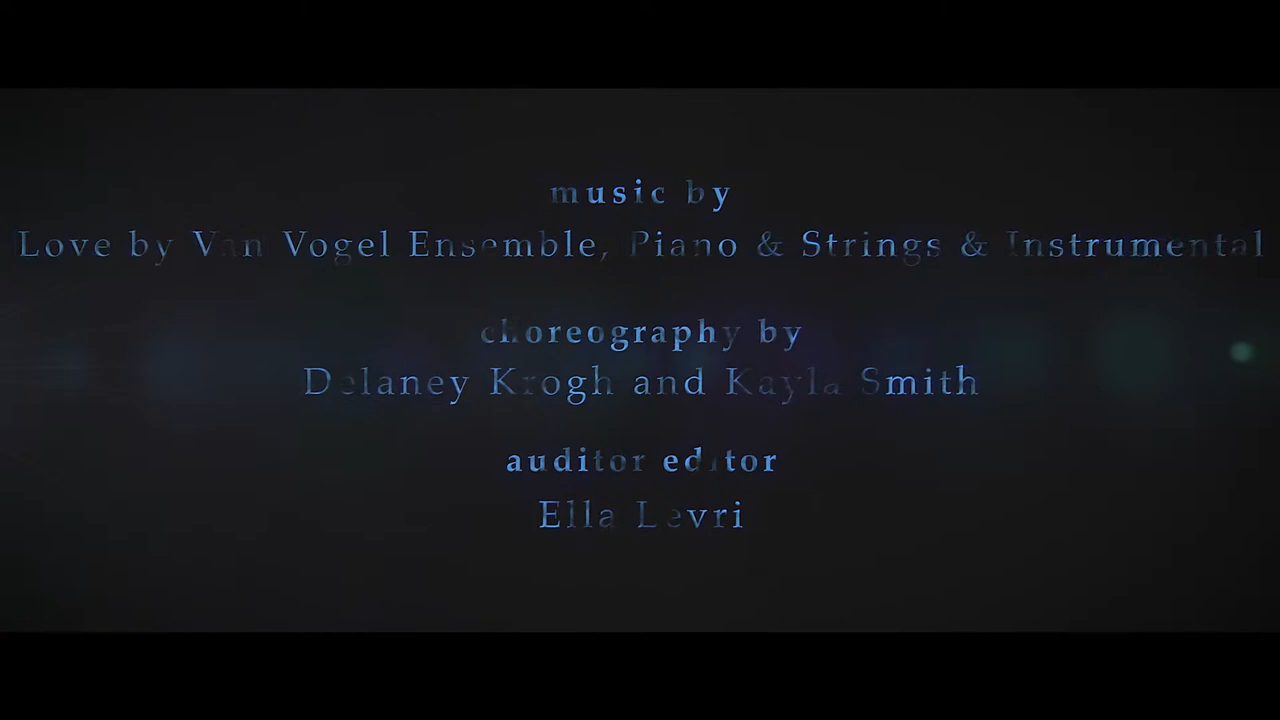 music by
Love by Van Vogel Ensemble, Piano & Strings & Instrumental
choreography by
Delaney Krogh and Kayla Smith
auditor editor
Ella Levri